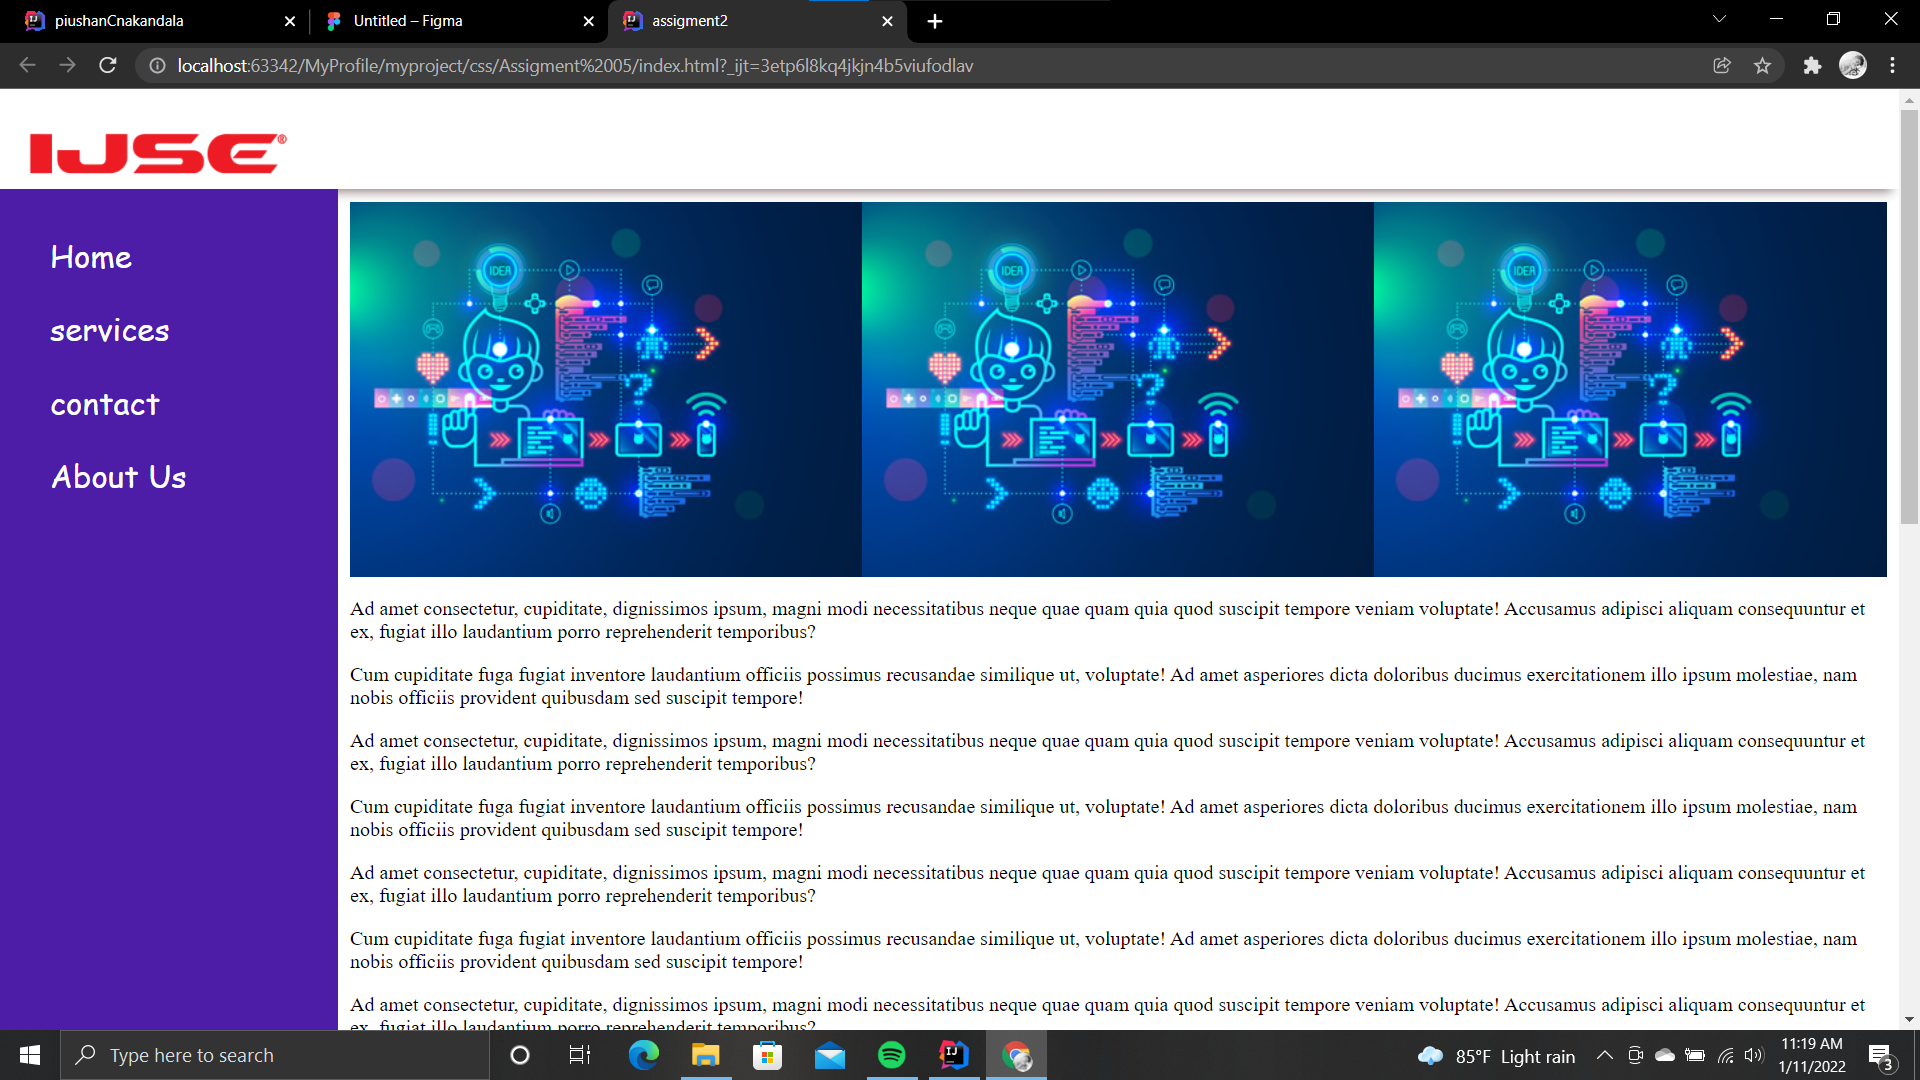 piushanCnakandala
Untitled – Figma
assigment2
localhost:63342/MyProfile/myproject/css/Assigment%2005/index.html?_ijt=3etp6l8kq4jkjn4b5viufodlav
IJSE®
Home
services
contact
About Us
IDEA IDEA IDEA
Ad amet consectetur, cupiditate, dignissimos ipsum, magni modi necessitatibus neque quae quam quia quod suscipit tempore veniam voluptate! Accusamus adipisci aliquam consequuntur et
ex, fugiat illo laudantium porro reprehenderit temporibus?
Cum cupiditate fuga fugiat inventore laudantium officiis possimus recusandae similique ut, voluptate! Ad amet asperiores dicta doloribus ducimus exercitationem illo ipsum molestiae, nam
nobis officiis provident quibusdam sed suscipit tempore!
Ad amet consectetur, cupiditate, dignissimos ipsum, magni modi necessitatibus neque quae quam quia quod suscipit tempore veniam voluptate! Accusamus adipisci aliquam consequuntur et
ex, fugiat illo laudantium porro reprehenderit temporibus?
Cum cupiditate fuga fugiat inventore laudantium officiis possimus recusandae similique ut, voluptate! Ad amet asperiores dicta doloribus ducimus exercitationem illo ipsum molestiae, nam
nobis officiis provident quibusdam sed suscipit tempore!
Ad amet consectetur, cupiditate, dignissimos ipsum, magni modi necessitatibus neque quae quam quia quod suscipit tempore veniam voluptate! Accusamus adipisci aliquam consequuntur et
ex, fugiat illo laudantium porro reprehenderit temporibus?
Cum cupiditate fuga fugiat inventore laudantium officiis possimus recusandae similique ut, voluptate! Ad amet asperiores dicta doloribus ducimus exercitationem illo ipsum molestiae, nam
nobis officiis provident quibusdam sed suscipit tempore!
Ad amet consectetur, cupiditate, dignissimos ipsum, magni modi necessitatibus neque quae quam quia quod suscipit tempore veniam voluptate! Accusamus adipisci aliquam consequuntur et
ex, fugiat illo laudantium porro reprehenderit temporibus?
Type here to search
85°F Light rain
11:19 AM
1/11/2022
3